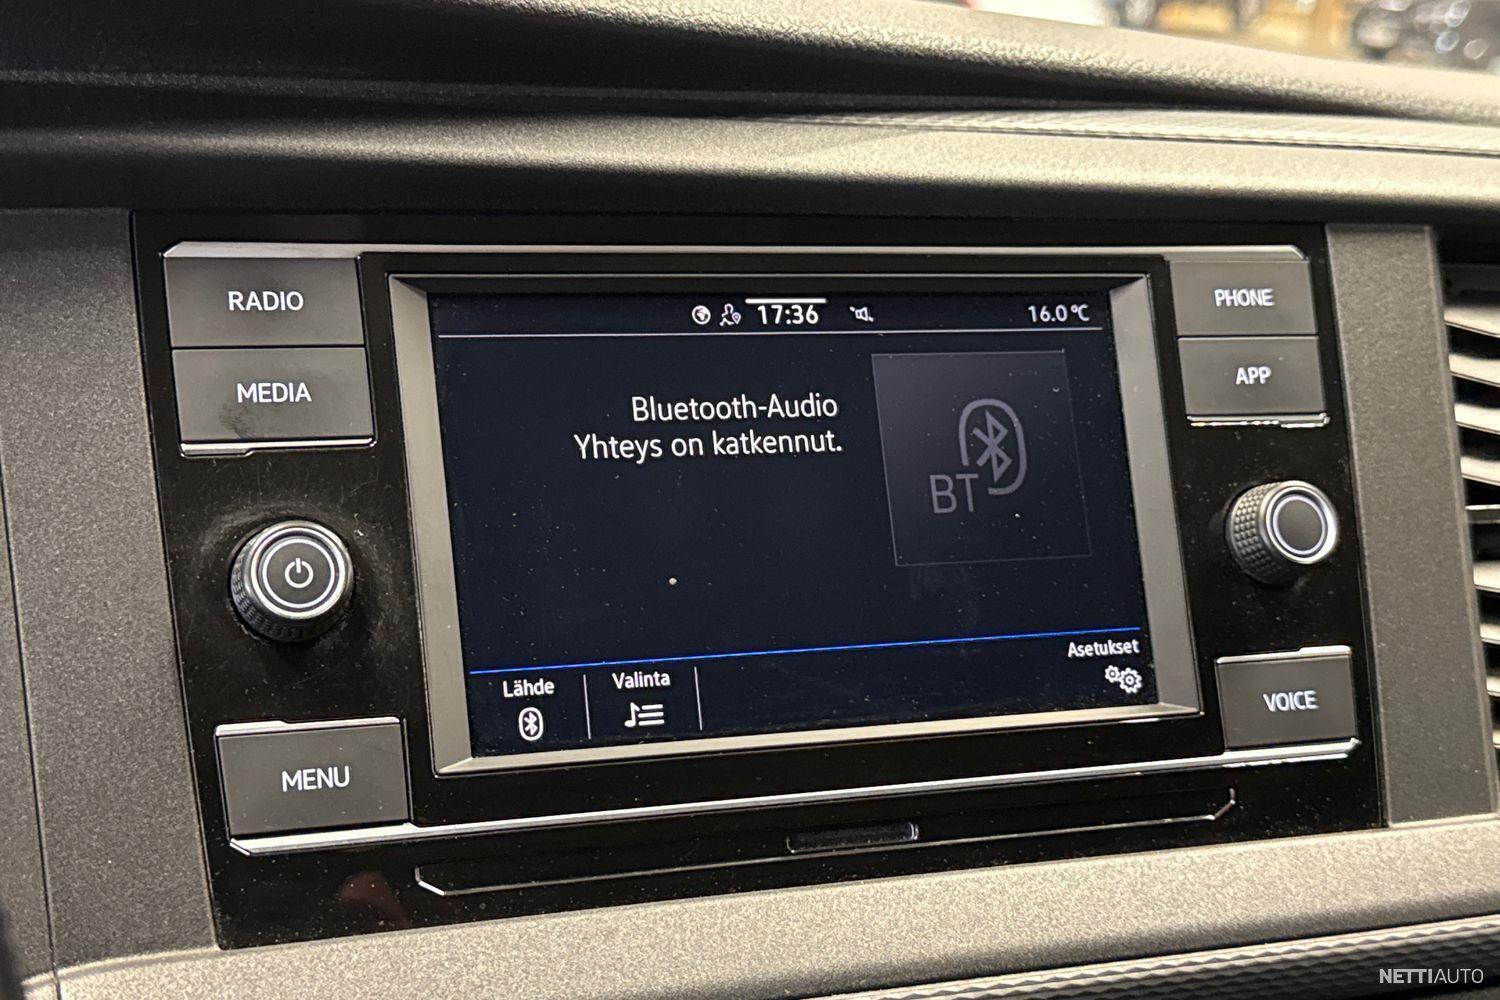 RADIO
MEDIA
MENU
17:36
16.0°C
Bluetooth-Audio
Yhteys on katkennut.
BT
Lähde
Valinta
Asetukset
PHONE
APP
VOICE
NETTIAUTO